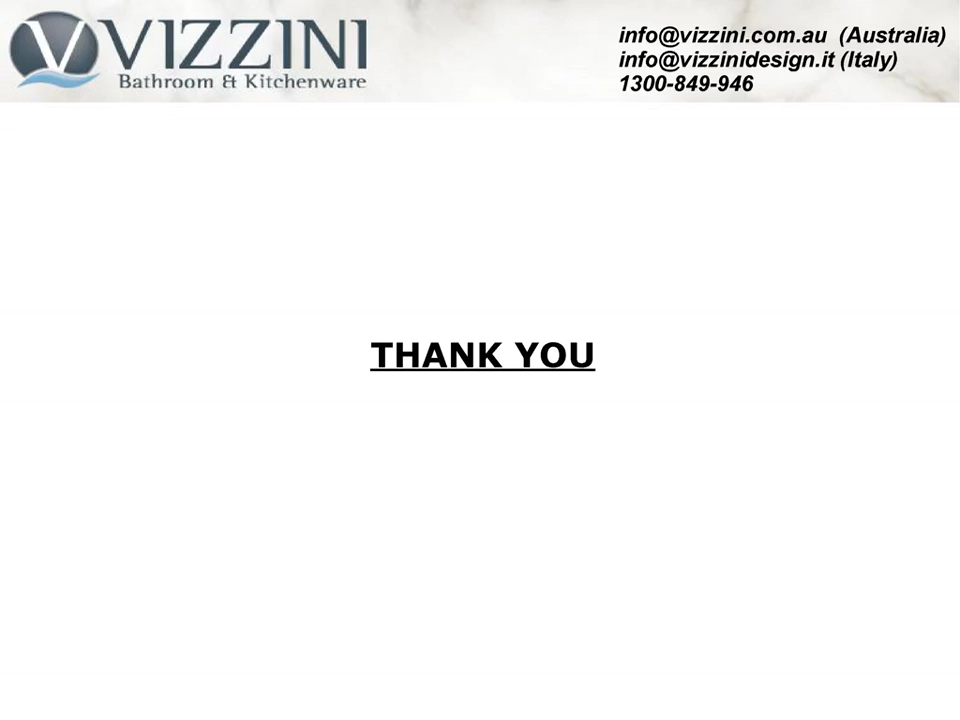 VIZZINI
Bathroom & Kitchenware
info@vizzini.com.au (Australia)
info@vizzinidesign.it (Italy)
1300-849-946
THANK YOU